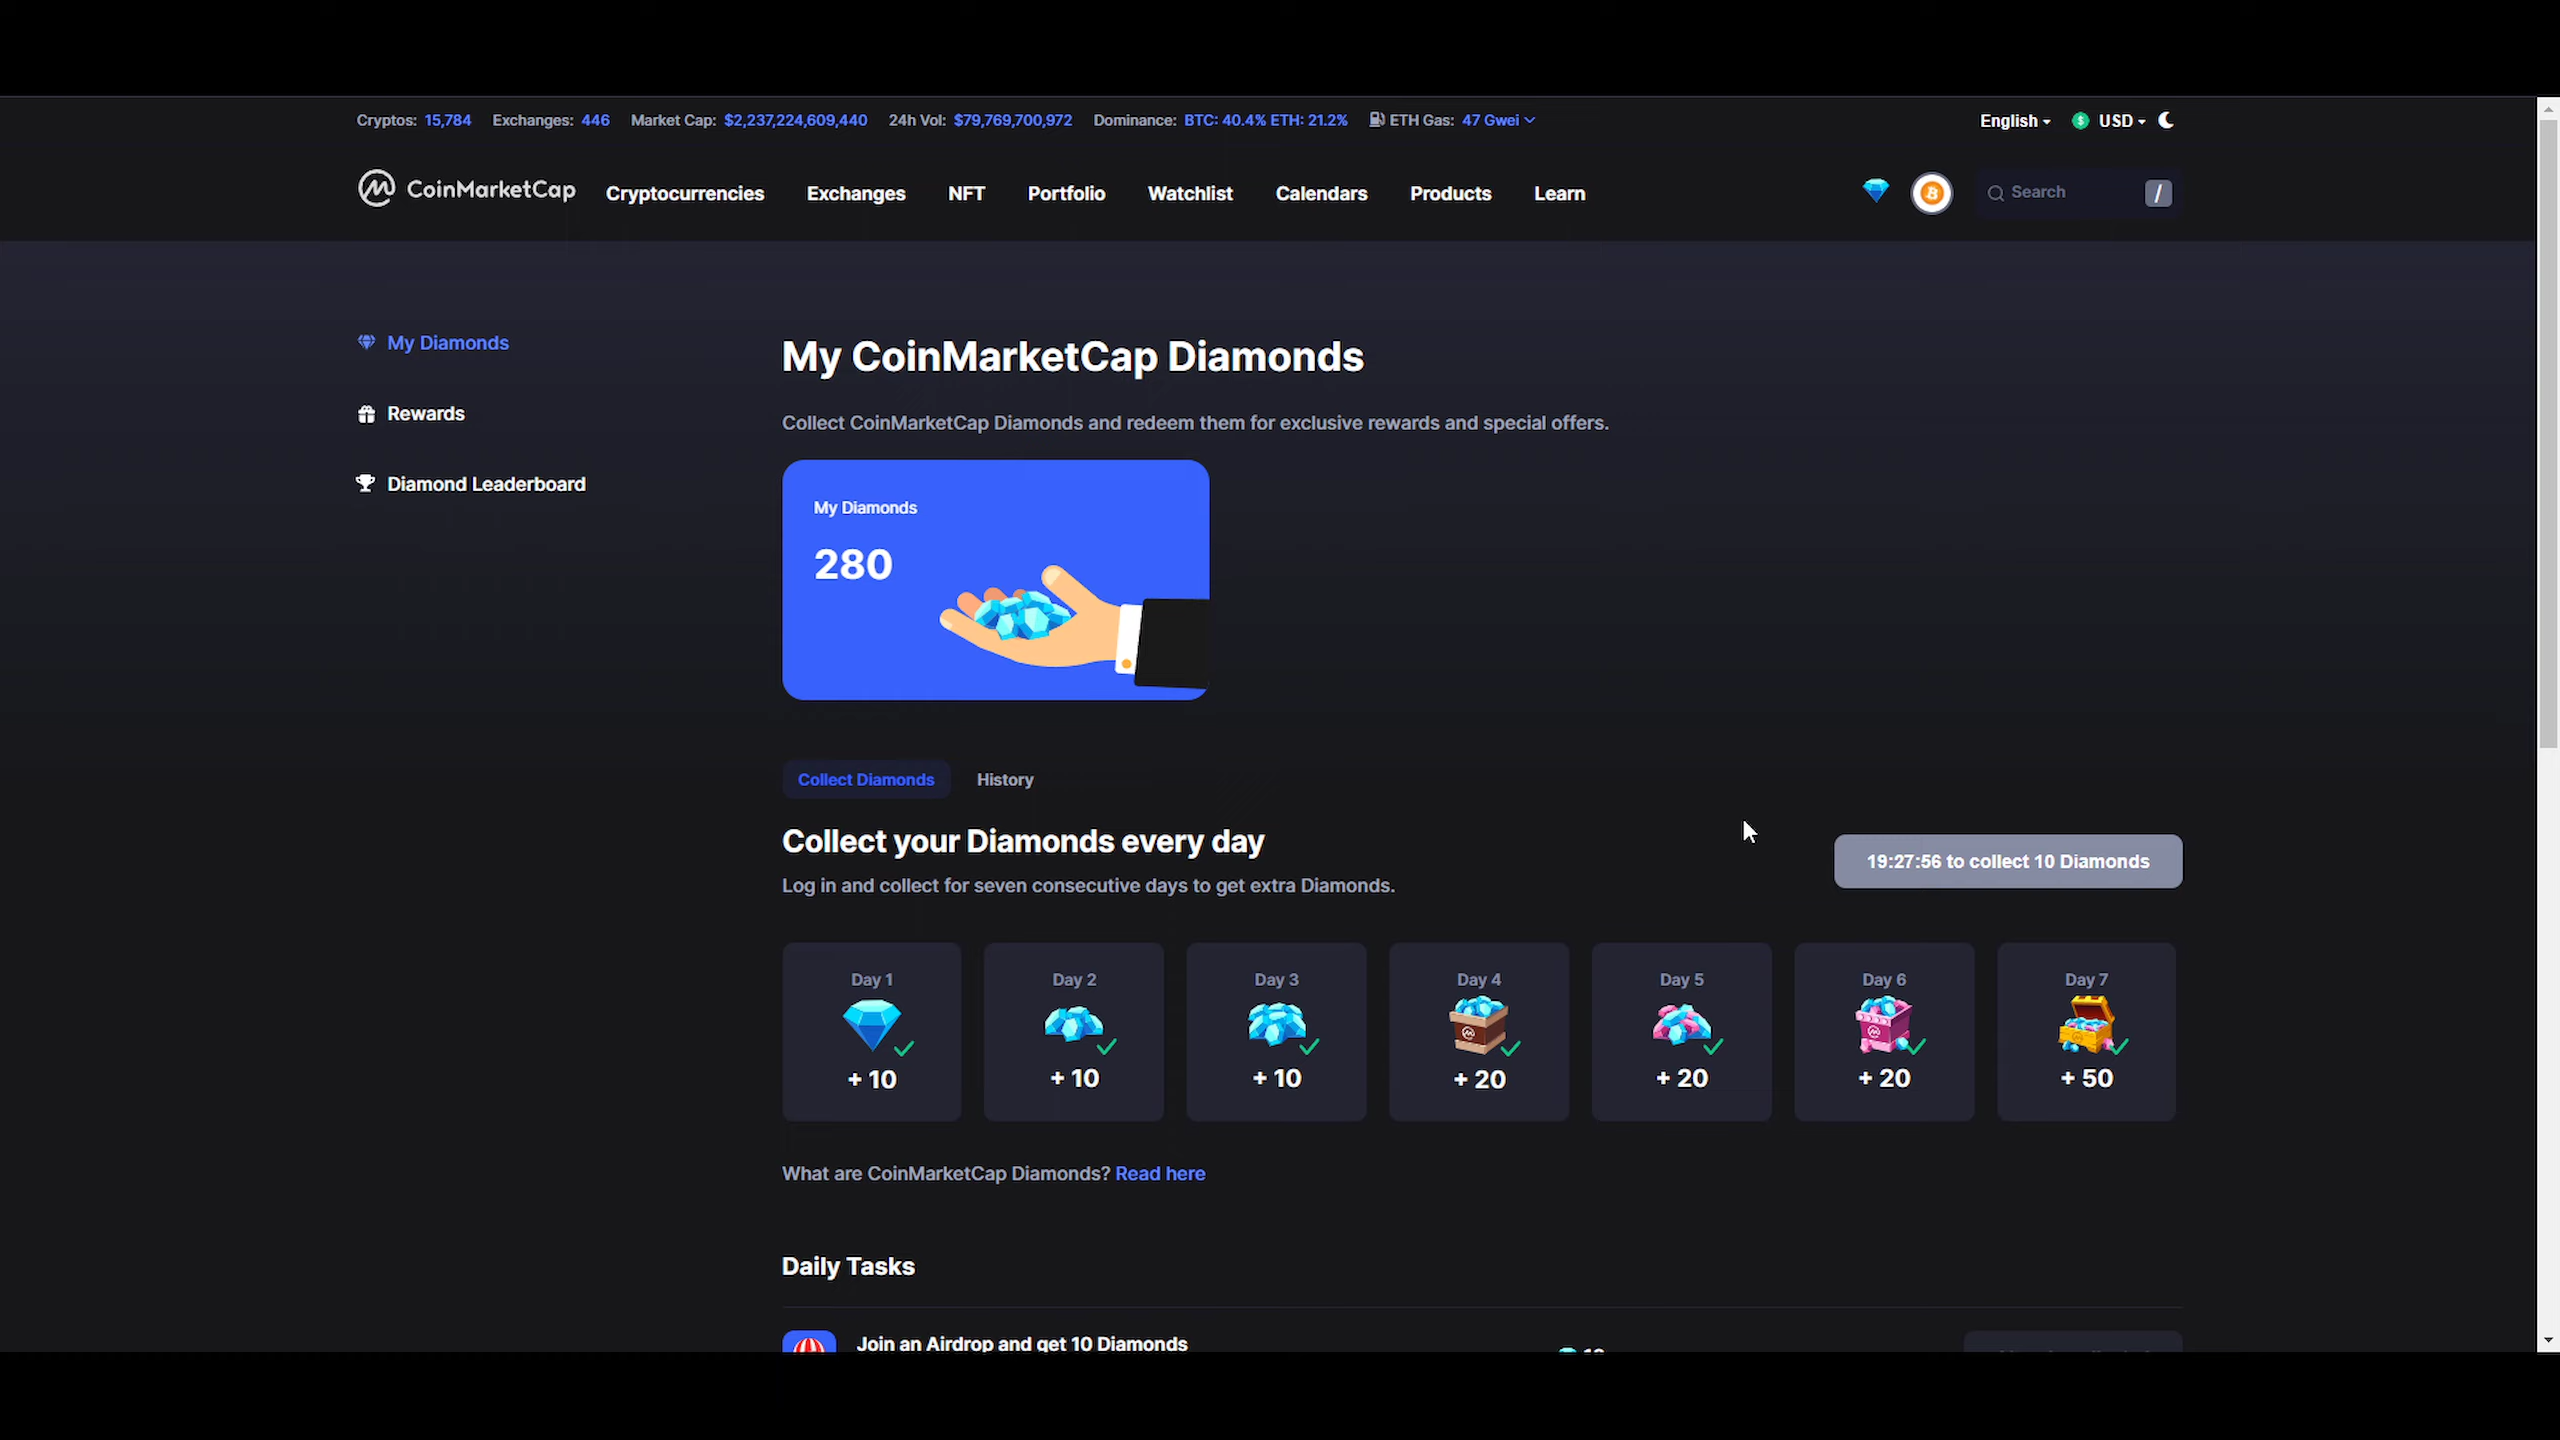 Cryptos: 15,784 Exchanges: 446 Market Cap: $2,237,224,609,440 24h Vol: $79,769,700,972 Dominance: BTC: 40.4% ETH: 21.2% ETH Gas: 47 Gwei English USD
CoinMarketCap Cryptocurrencies Exchanges NFT Portfolio Watchlist Calendars Products Learn Search /
My Diamonds
Rewards
Diamond Leaderboard
My CoinMarketCap Diamonds
Collect CoinMarketCap Diamonds and redeem them for exclusive rewards and special offers.
My Diamonds
280
Collect Diamonds History
Collect your Diamonds every day
Log in and collect for seven consecutive days to get extra Diamonds.
19:27:56 to collect 10 Diamonds
Day 1 Day 2 Day 3 Day 4 Day 5 Day 6 Day 7
+ 10 + 10 + 10 + 20 + 20 + 20 + 50
What are CoinMarketCap Diamonds? Read here
Daily Tasks
Join an Airdrop and get 10 Diamonds